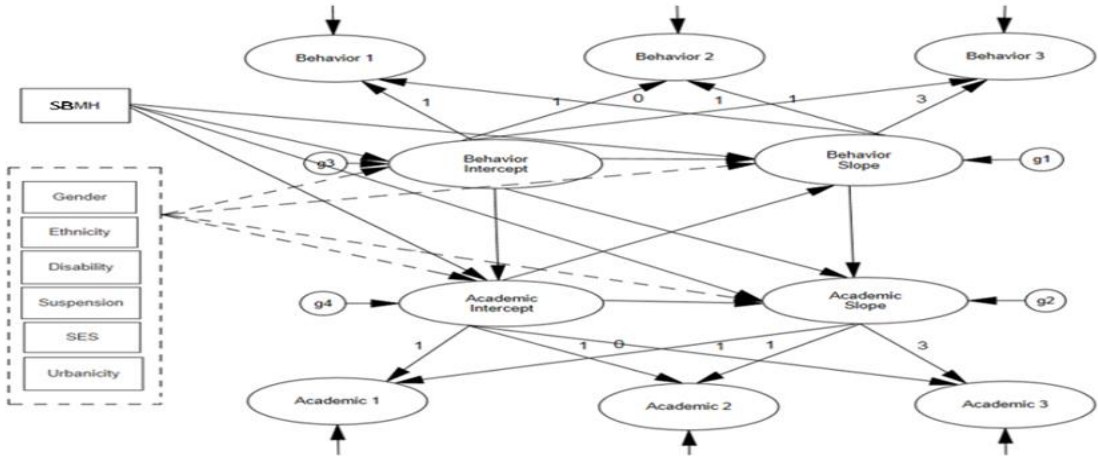 Behavior 1
Behavior 2
Behavior 3
SBMH
1
1
0
1
1
3
g3
Behavior
Intercept
Behavior
Slope
g1
Gender
Ethnicity
Disability
Suspension
SES
Urbanicity
g4
Academic
Intercept
Academic
Slope
g2
1
1
0
1
1
3
Academic 1
Academic 2
Academic 3